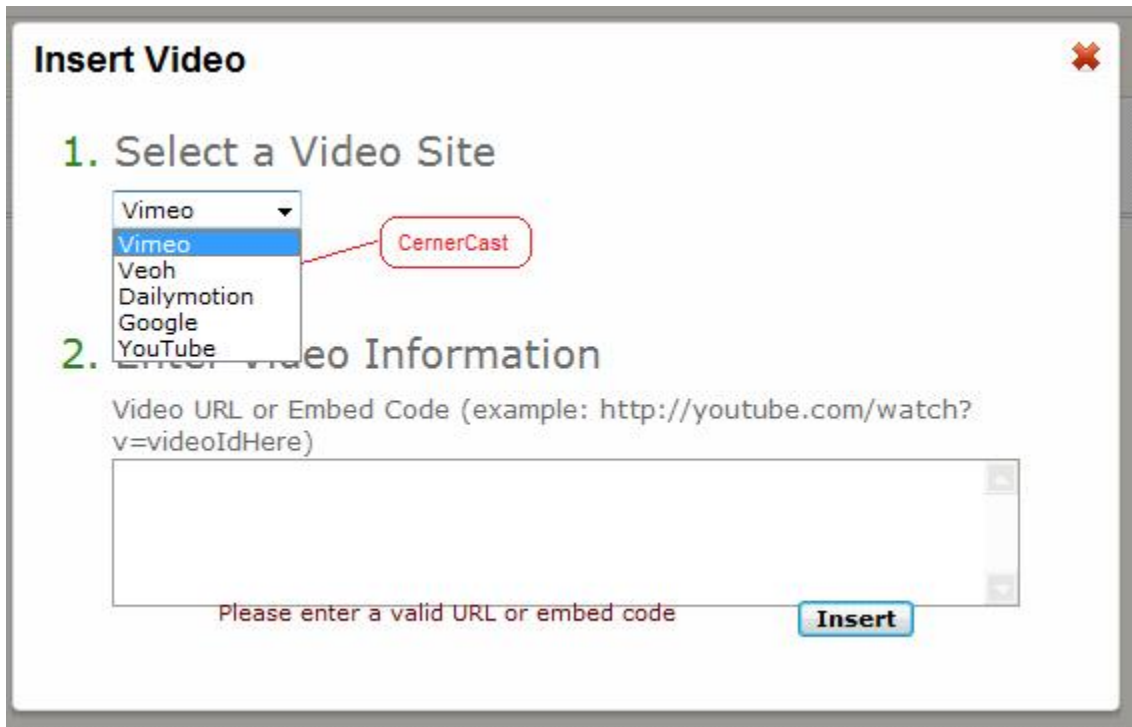 Insert Video
1. Select a Video Site
Vimeo
Vimeo
Veoh
Dailymotion
Google
YouTube
CernerCast
2. Enter Video Information
Video URL or Embed Code (example: http://youtube.com/watch?
v=videoIdHere)
Please enter a valid URL or embed code
Insert